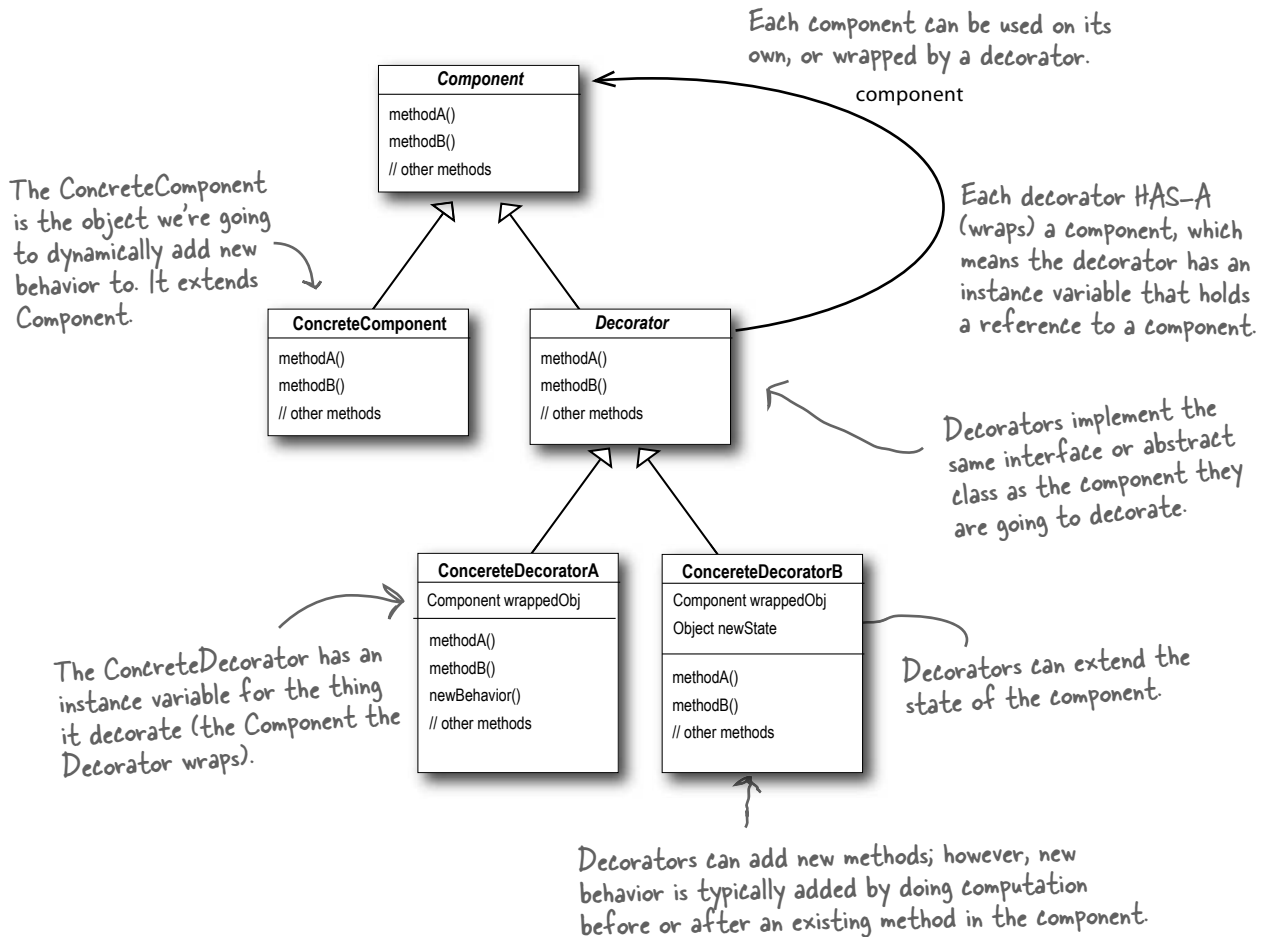 Each component can be used on its
own, or wrapped by a decorator.
component
Component
methodA()
methodB()
// other methods
The ConcreteComponent
is the object we're going
to dynamically add new
behavior to. It extends
Component.
Each decorator HAS-A
(wraps) a component, which
means the decorator has an
instance variable that holds
a reference to a component.
ConcreteComponent
methodA()
methodB()
// other methods
Decorator
methodA()
methodB()
// other methods
Decorators implement the
same interface or abstract
class as the component they
are going to decorate.
ConcereteDecoratorA
Component wrappedObj
methodA()
methodB()
newBehavior()
// other methods
ConcereteDecoratorB
Component wrappedObj
Object newState
methodA()
methodB()
// other methods
The ConcreteDecorator has an
instance variable for the thing
it decorate (the Component the
Decorator wraps).
Decorators can extend the
state of the component.
Decorators can add new methods; however, new
behavior is typically added by doing computation
before or after an existing method in the component.